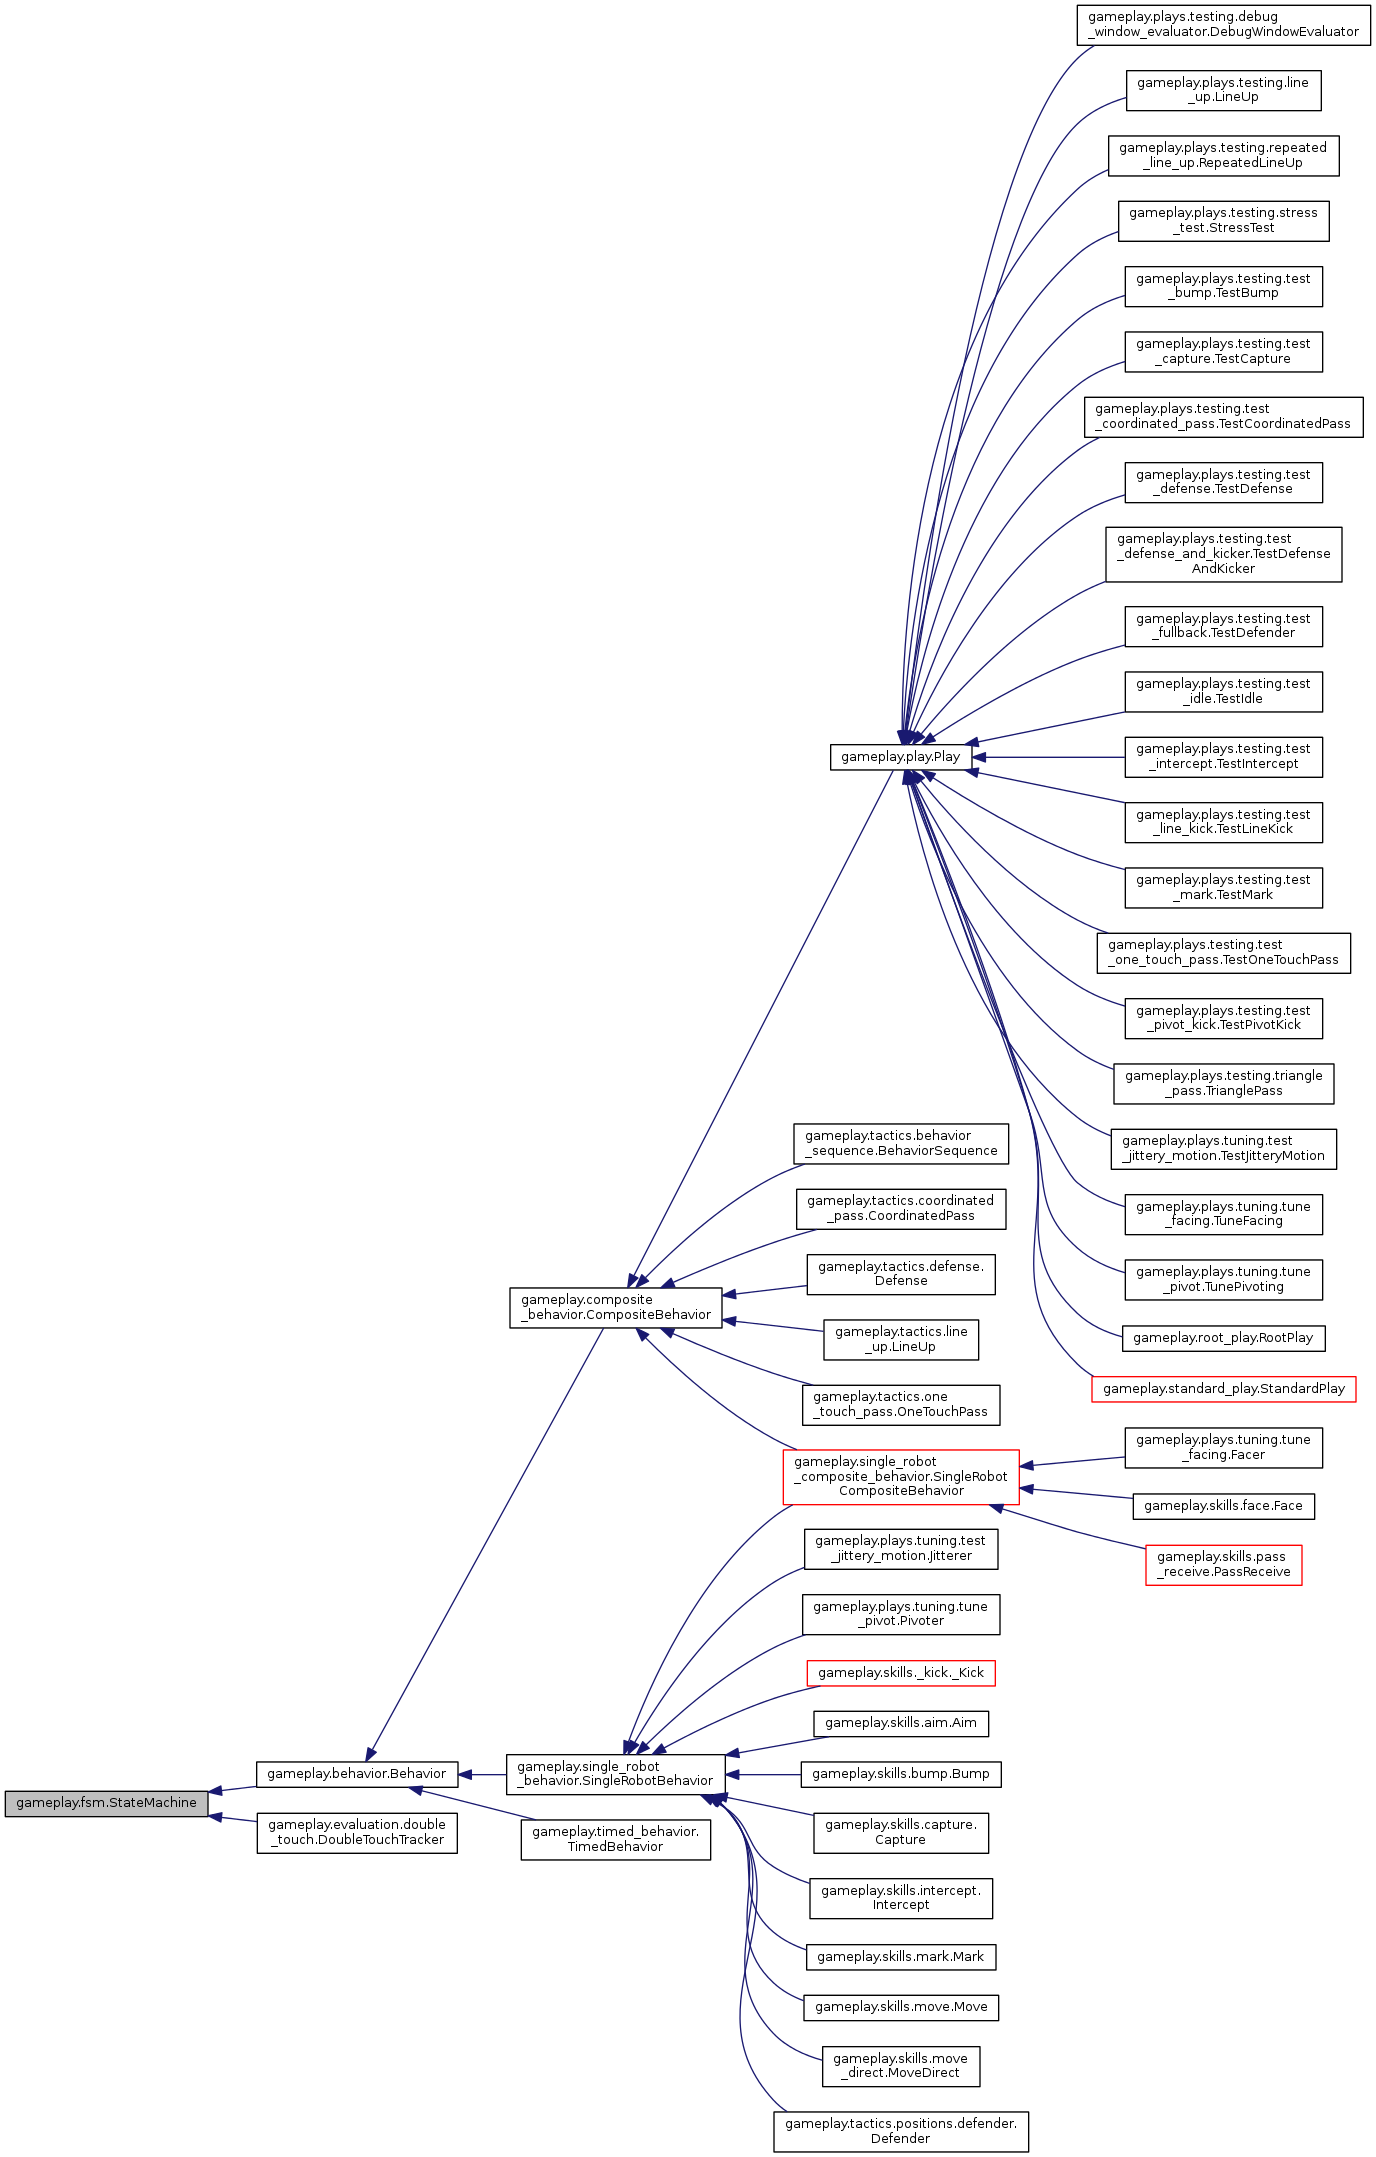 gameplay.plays.testing.debug
_window_evaluator.DebugWindowEvaluator
gameplay.plays.testing.line
_up.LineUp
gameplay.plays.testing.repeated
_line_up.RepeatedLineUp
gameplay.plays.testing.stress
_test.StressTest
gameplay.plays.testing.test
_bump.TestBump
gameplay.plays.testing.test
_capture.TestCapture
gameplay.plays.testing.test
_coordinated_pass.TestCoordinatedPass
gameplay.plays.testing.test
_defense.TestDefense
gameplay.plays.testing.test
_defense_and_kicker.TestDefense
AndKicker
gameplay.plays.testing.test
_fullback.TestDefender
gameplay.plays.testing.test
_idle.TestIdle
gameplay.play.Play
gameplay.plays.testing.test
_intercept.TestIntercept
gameplay.plays.testing.test
_line_kick.TestLineKick
gameplay.plays.testing.test
_mark.TestMark
gameplay.plays.testing.test
_one_touch_pass.TestOneTouchPass
gameplay.plays.testing.test
_pivot_kick.TestPivotKick
gameplay.plays.testing.triangle
_pass.TrianglePass
gameplay.plays.tuning.test
_jittery_motion.TestJitteryMotion
gameplay.tactics.behavior
_sequence.BehaviorSequence
gameplay.plays.tuning.tune
_facing.TuneFacing
gameplay.tactics.coordinated
_pass.CoordinatedPass
gameplay.plays.tuning.tune
_pivot.TunePivoting
gameplay.tactics.defense.
Defense
gameplay.composite
_behavior.CompositeBehavior
gameplay.root_play.RootPlay
gameplay.tactics.line
_up.LineUp
gameplay.standard_play.StandardPlay
gameplay.tactics.one
_touch_pass.OneTouchPass
gameplay.plays.tuning.tune
_facing.Facer
gameplay.single_robot
_composite_behavior.SingleRobot
CompositeBehavior
gameplay.skills.face.Face
gameplay.plays.tuning.test
_jittery_motion.Jitterer
gameplay.skills.pass
_receive.PassReceive
gameplay.plays.tuning.tune
_pivot.Pivoter
gameplay.skills._kick._Kick
gameplay.skills.aim.Aim
gameplay.behavior.Behavior
gameplay.single_robot
_behavior.SingleRobotBehavior
gameplay.skills.bump.Bump
gameplay.fsm.StateMachine
gameplay.evaluation.double
_touch.DoubleTouchTracker
gameplay.timed_behavior.
TimedBehavior
gameplay.skills.capture.
Capture
gameplay.skills.intercept.
Intercept
gameplay.skills.mark.Mark
gameplay.skills.move.Move
gameplay.skills.move
_direct.MoveDirect
gameplay.tactics.positions.defender.
Defender